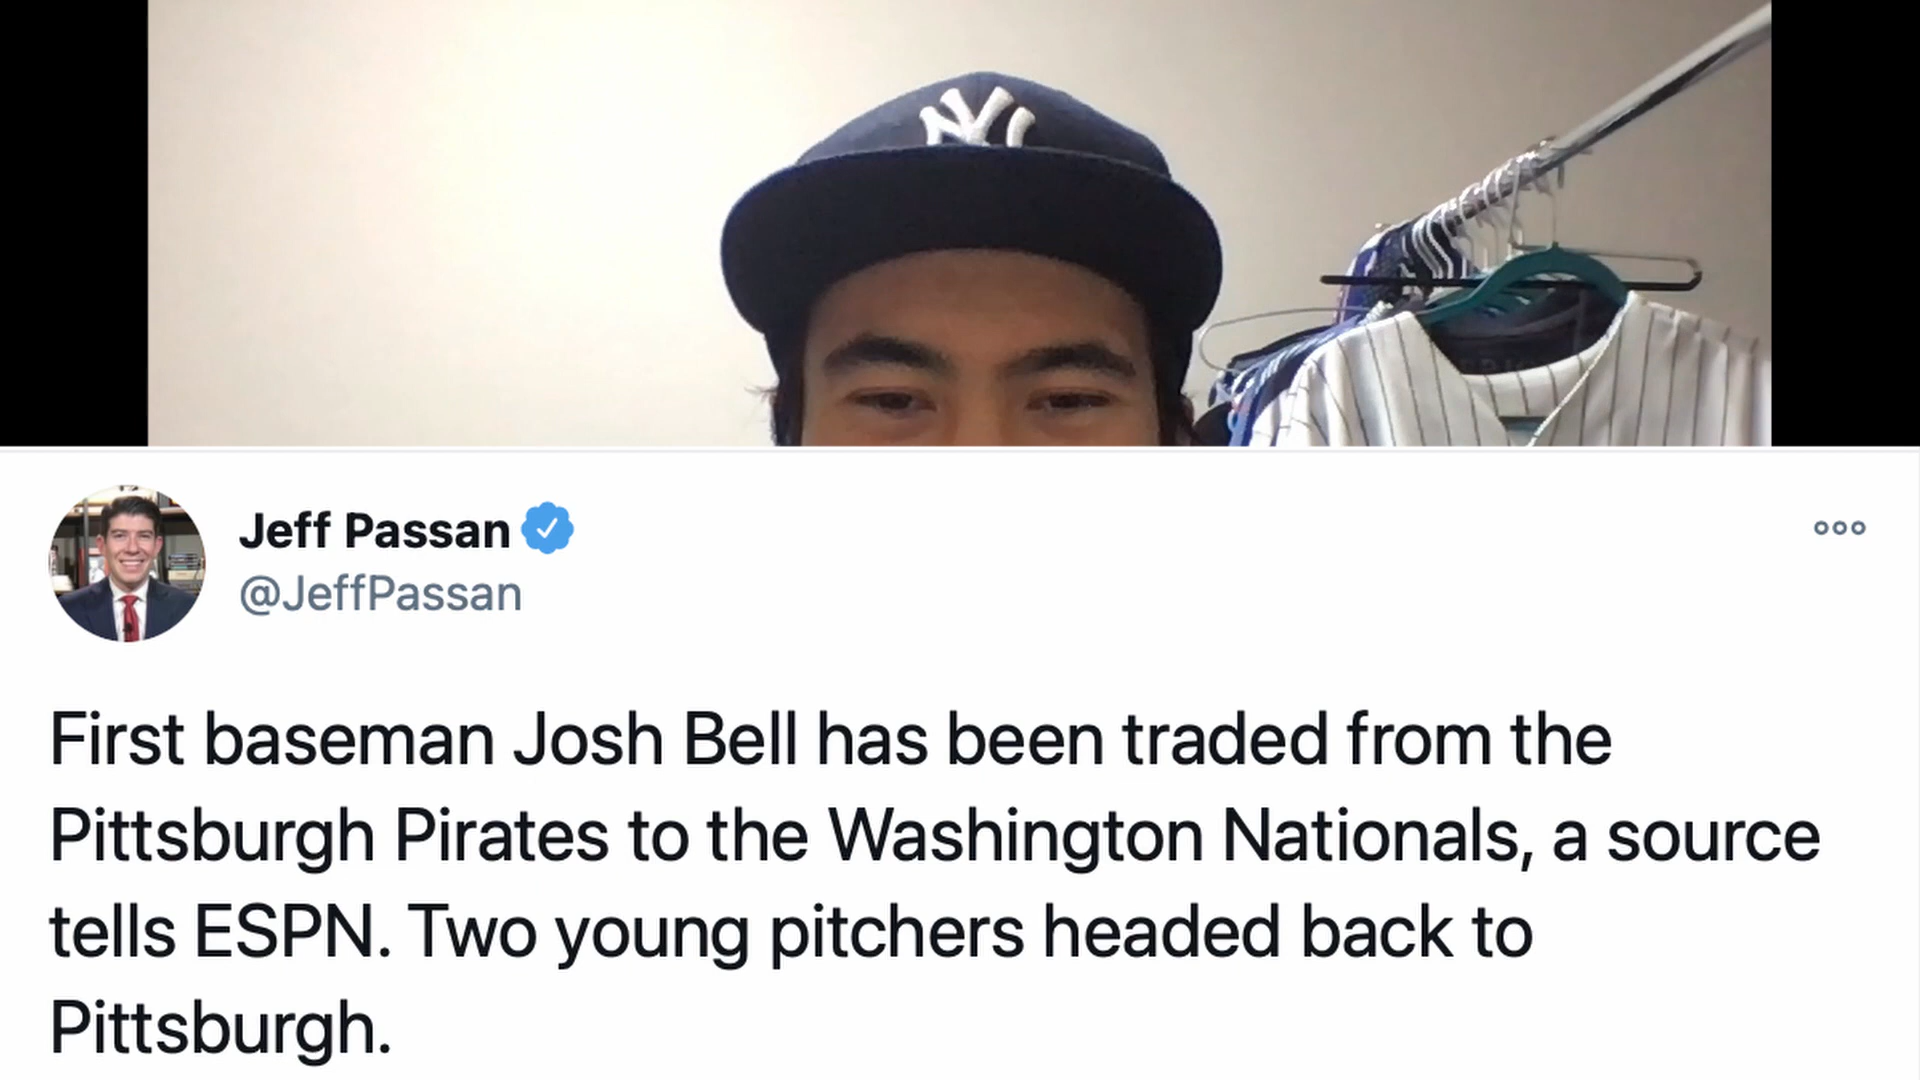 NY
Jeff Passan
@JeffPassan
First baseman Josh Bell has been traded from the
Pittsburgh Pirates to the Washington Nationals, a source
tells ESPN. Two young pitchers headed back to
Pittsburgh.